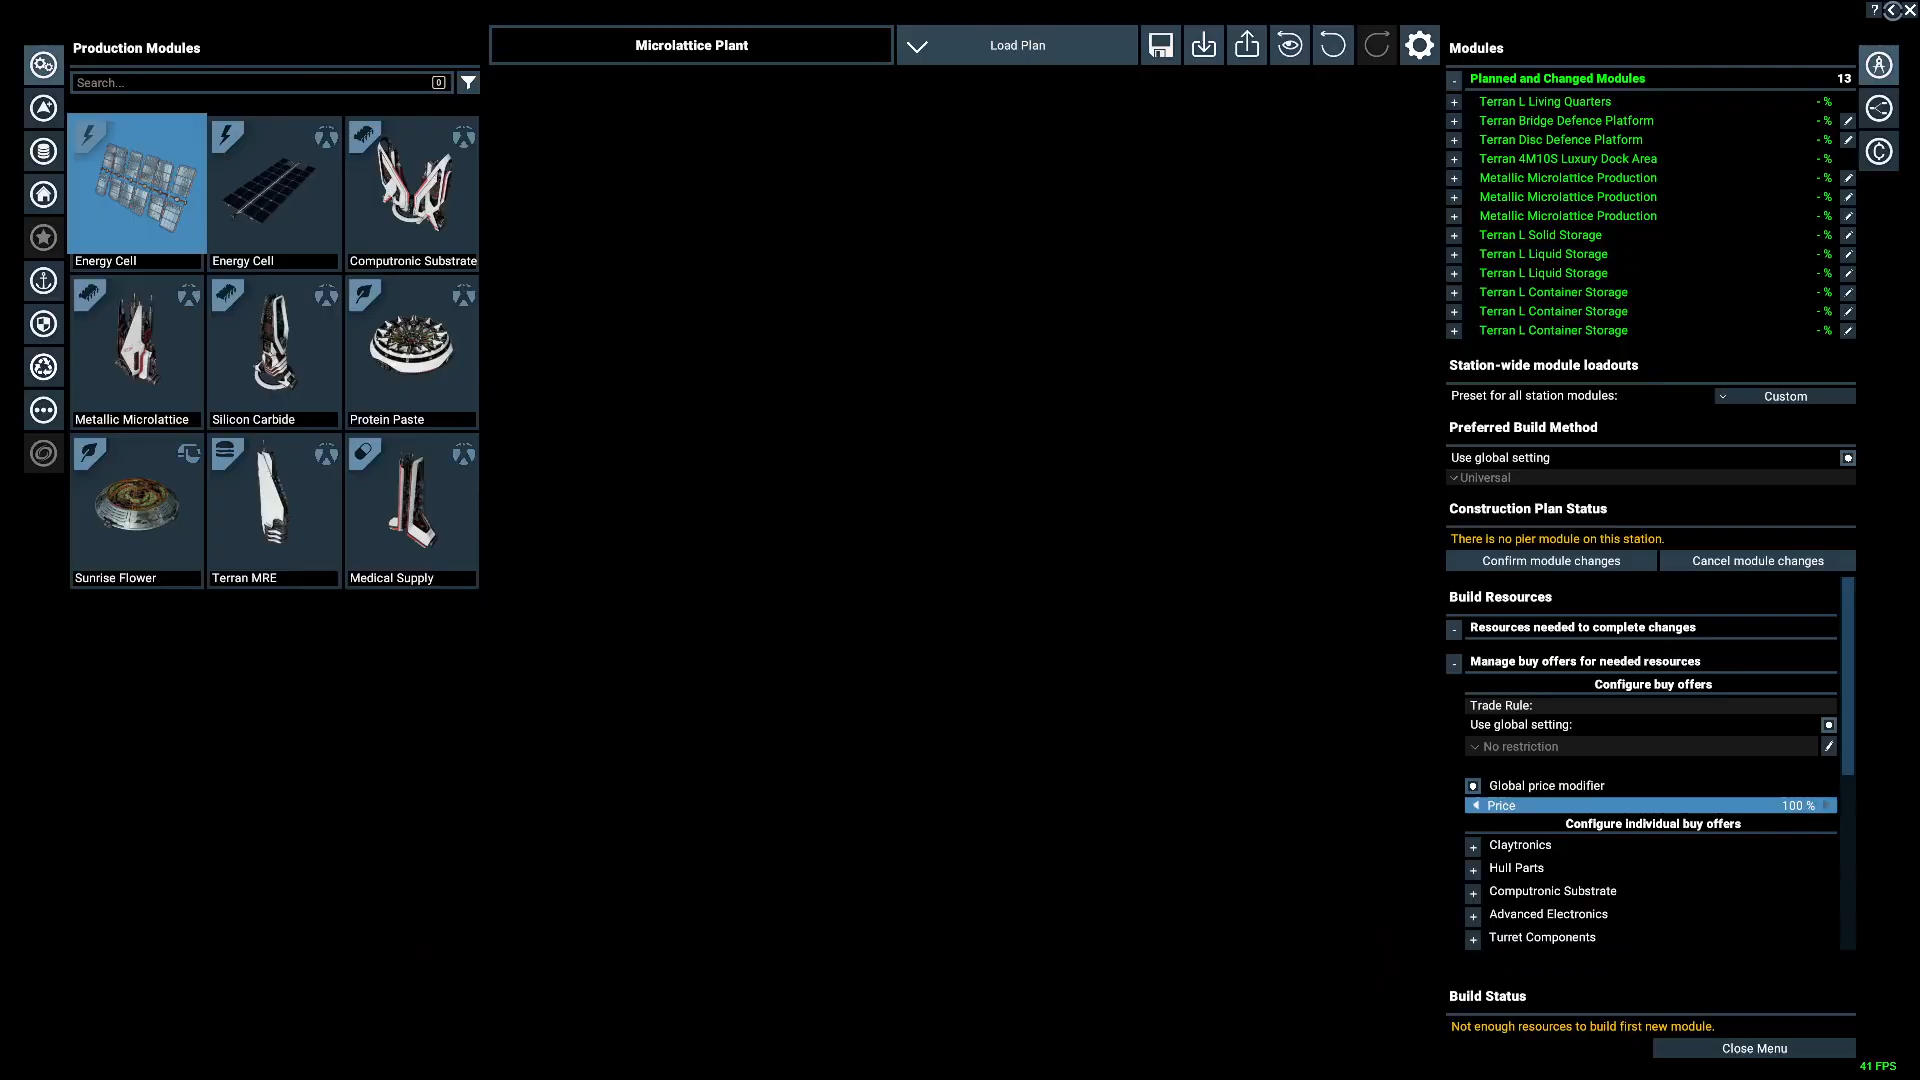 ?
Production Modules
Search...
0
Energy Cell
Energy Cell
Computronic Substrate
Metallic Microlattice
Silicon Carbide
Protein Paste
Sunrise Flower
Terran MRE
Medical Supply
Microlattice Plant
Load Plan
Modules
- Planned and Changed Modules 13
+ Terran L Living Quarters - %
+ Terran Bridge Defence Platform - %
+ Terran Disc Defence Platform - %
+ Terran 4M10S Luxury Dock Area - %
+ Metallic Microlattice Production - %
+ Metallic Microlattice Production - %
+ Metallic Microlattice Production - %
+ Terran L Solid Storage - %
+ Terran L Liquid Storage - %
+ Terran L Liquid Storage - %
+ Terran L Container Storage - %
+ Terran L Container Storage - %
+ Terran L Container Storage - %
Station-wide module loadouts
Preset for all station modules: Custom
Preferred Build Method
Use global setting
Universal
Construction Plan Status
There is no pier module on this station.
Confirm module changes Cancel module changes
Build Resources
- Resources needed to complete changes
- Manage buy offers for needed resources
Configure buy offers
Trade Rule:
Use global setting:
No restriction
Global price modifier
Price 100 %
Configure individual buy offers
+ Claytronics
+ Hull Parts
+ Computronic Substrate
+ Advanced Electronics
+ Turret Components
Build Status
Not enough resources to build first new module.
Close Menu
41 FPS